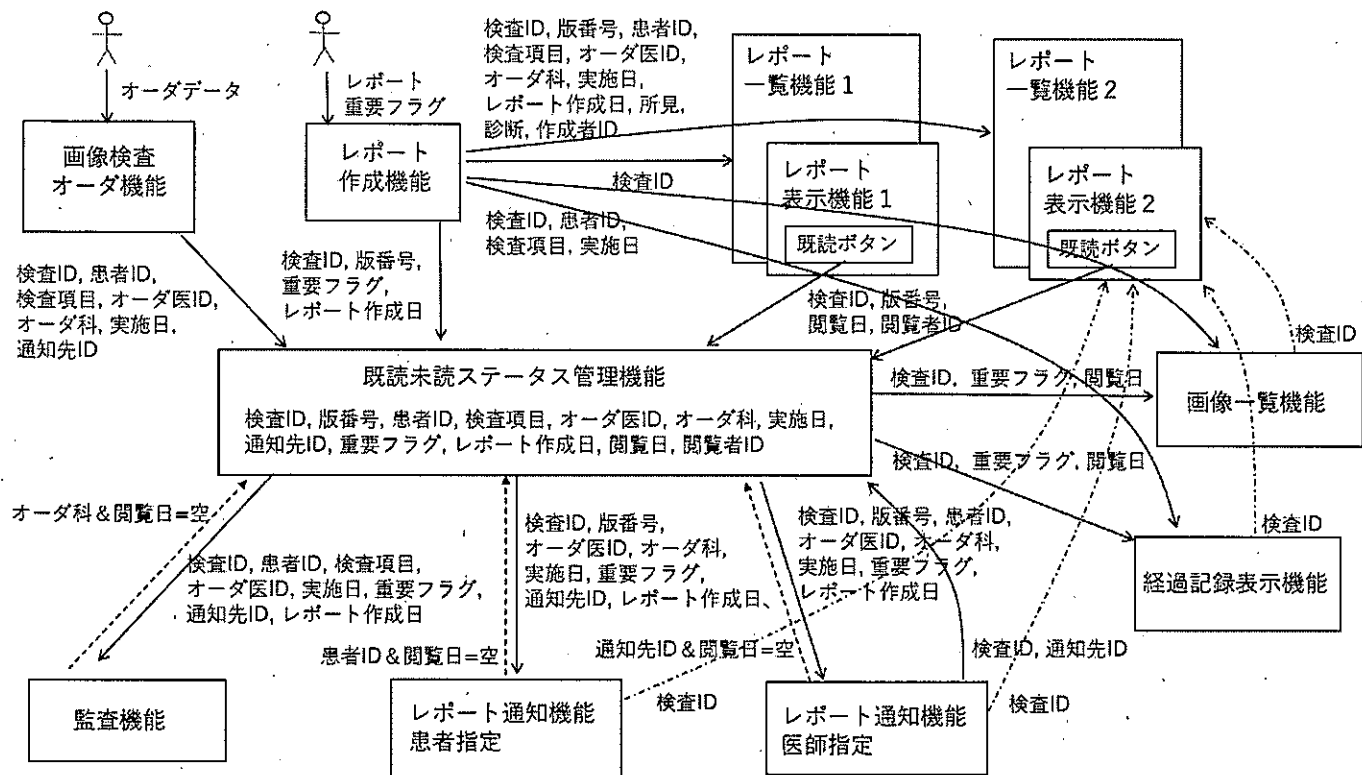 オーダデータ
画像検査
オーダ機能
レポート
重要フラグ
レポート
作成機能
検査ID, 版番号, 患者ID,
検査項目, オーダ医ID,
オーダ科, 実施日,
レポート作成日, 所見,
診断, 作成者ID
レポート
一覧機能 1
レポート
表示機能 1
既読ボタン
レポート
一覧機能 2
レポート
表示機能 2
既読ボタン
検査ID
検査ID, 患者ID,
検査項目, 実施日
検査ID, 患者ID,
検査項目, オーダ医ID,
オーダ科, 実施日,
通知先ID
検査ID, 版番号,
重要フラグ,
レポート作成日
検査ID, 版番号,
閲覧日, 閲覧者ID
検査ID
既読未読ステータス管理機能
検査ID, 版番号, 患者ID, 検査項目, オーダ医ID, オーダ科, 実施日,
通知先ID, 重要フラグ, レポート作成日, 閲覧日, 閲覧者ID
検査ID, 重要フラグ, 閲覧日
画像一覧機能
検査ID, 重要フラグ, 閲覧日
検査ID
経過記録表示機能
オーダ科＆閲覧日=空
検査ID, 患者ID, 検査項目,
オーダ医ID, 実施日, 重要フラグ,
通知先ID, レポート作成日
検査ID, 版番号,
オーダ医ID, オーダ科,
実施日, 重要フラグ,
通知先ID, レポート作成日、
検査ID, 版番号, 患者ID,
オーダ医ID, オーダ科,
実施日, 重要フラグ,
レポート作成日
患者ID＆閲覧日=空
通知先ID＆閲覧日=空
検査ID, 通知先ID
監査機能
レポート通知機能
患者指定
検査ID
レポート通知機能
医師指定
検査ID